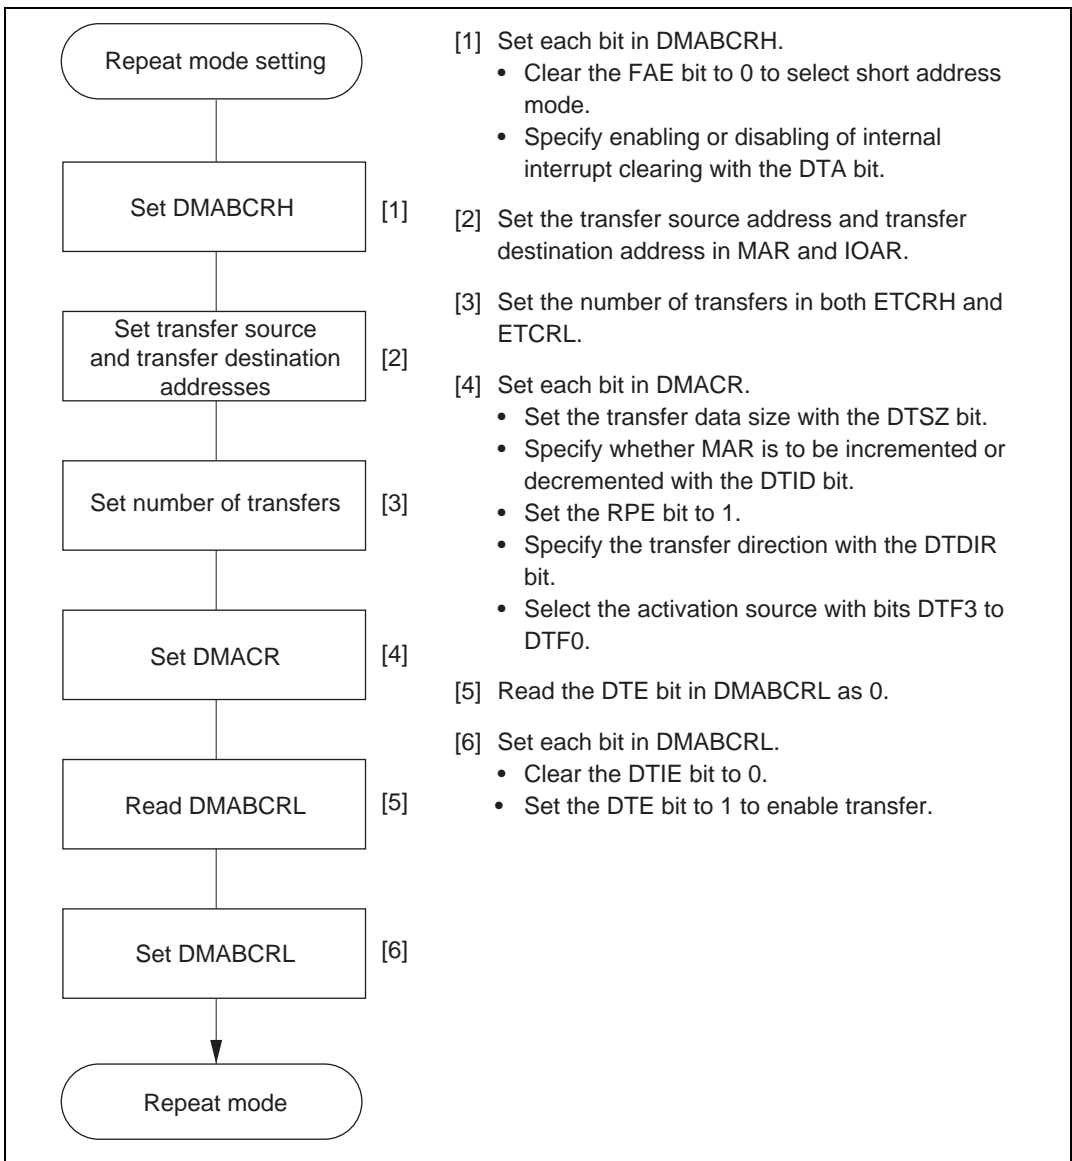 Repeat mode setting
Set DMABCRH [1]
Set transfer source
and transfer destination [2]
addresses
Set number of transfers [3]
Set DMACR [4]
Read DMABCRL [5]
Set DMABCRL [6]
Repeat mode
[1] Set each bit in DMABCRH.
• Clear the FAE bit to 0 to select short address
mode.
• Specify enabling or disabling of internal
interrupt clearing with the DTA bit.
[2] Set the transfer source address and transfer
destination address in MAR and IOAR.
[3] Set the number of transfers in both ETCRH and
ETCRL.
[4] Set each bit in DMACR.
• Set the transfer data size with the DTSZ bit.
• Specify whether MAR is to be incremented or
decremented with the DTID bit.
• Set the RPE bit to 1.
• Specify the transfer direction with the DTDIR
bit.
• Select the activation source with bits DTF3 to
DTF0.
[5] Read the DTE bit in DMABCRL as 0.
[6] Set each bit in DMABCRL.
• Clear the DTIE bit to 0.
• Set the DTE bit to 1 to enable transfer.